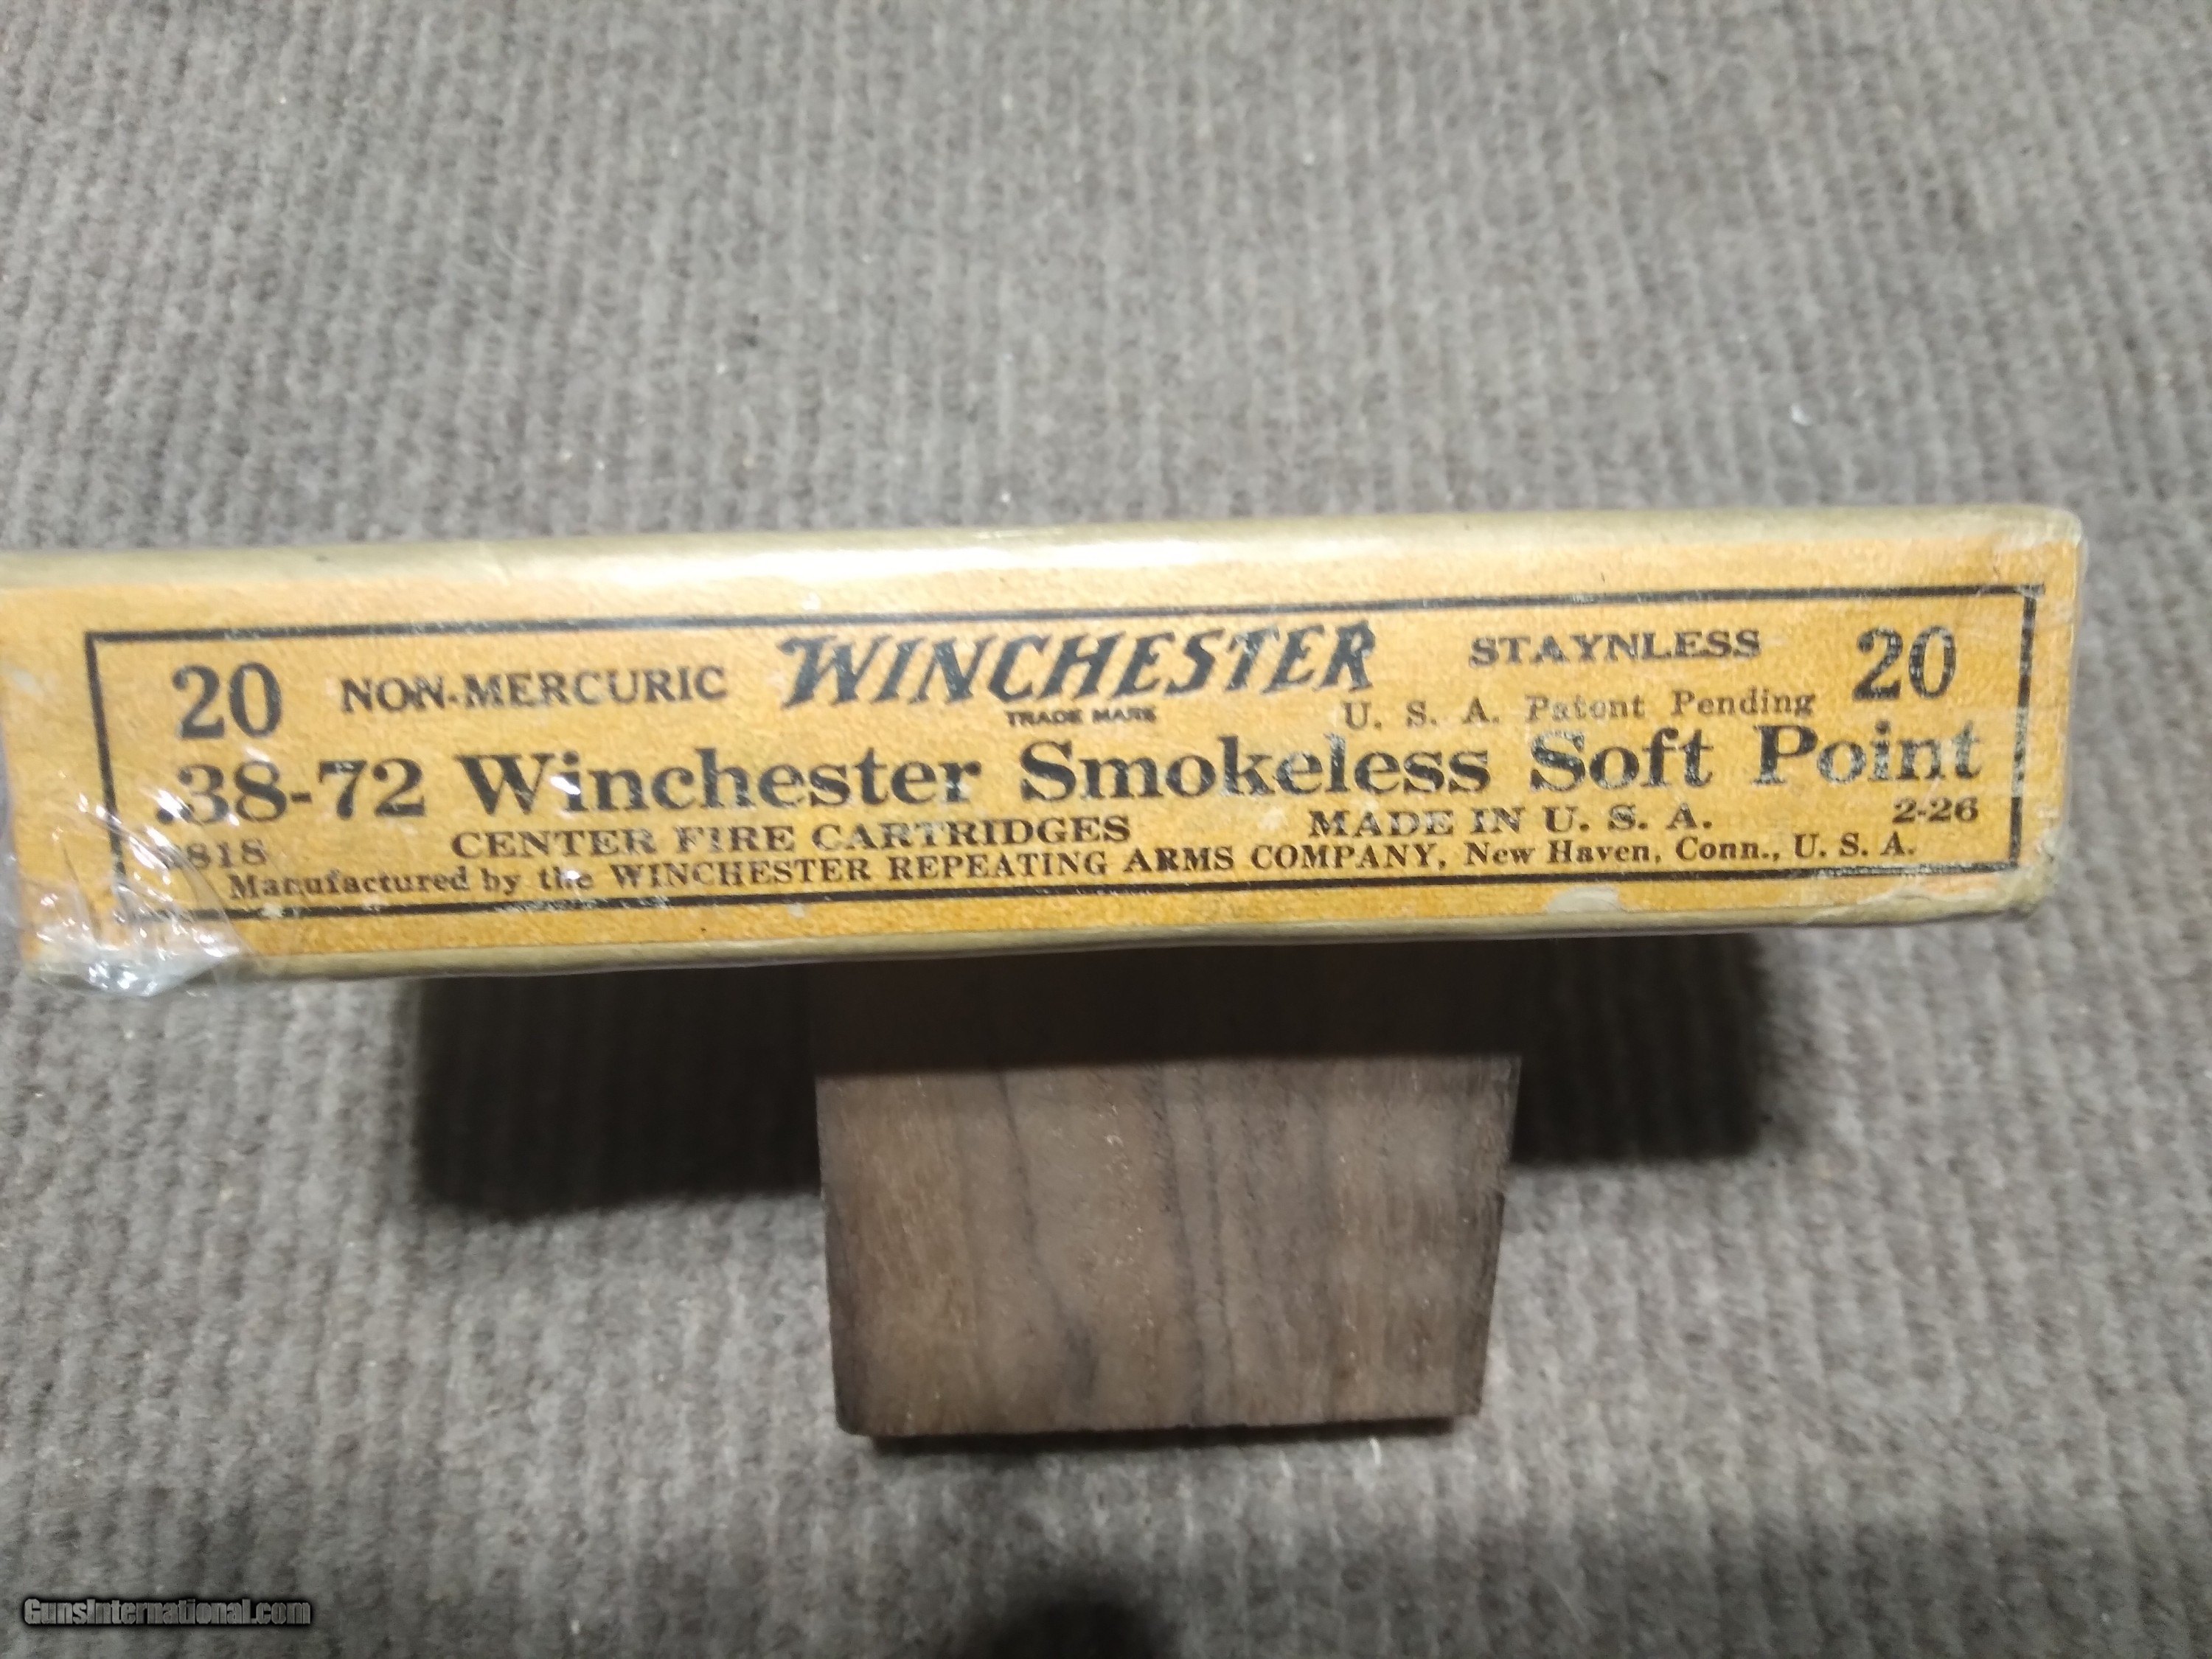 20 NON-MERCURIC WINCHESTER STAYNLESS 20
TRADE MARK U. S. A. Patent Pending
.38-72 Winchester Smokeless Soft Point
CENTER FIRE CARTRIDGES MADE IN U. S. A. 2-26
Manufactured by the WINCHESTER REPEATING ARMS COMPANY, New Haven, Conn., U. S. A.
GunsInternational.com